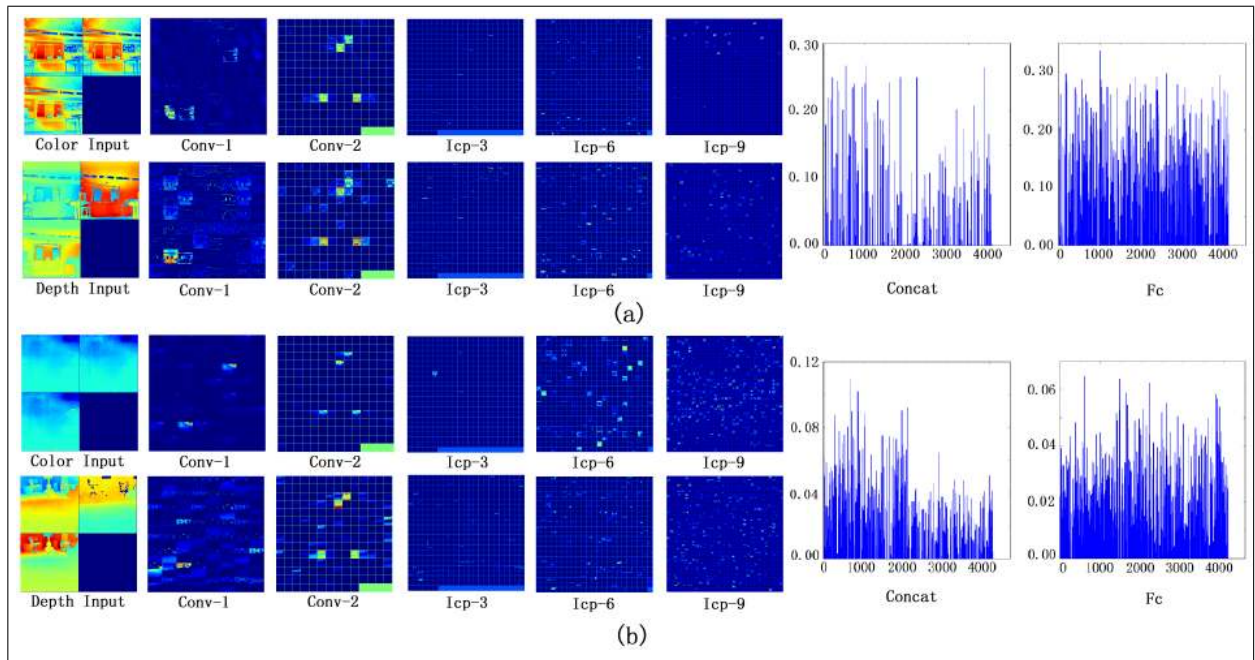 0.30
0.20
0.10
0.00
0 1000 2000 3000 4000
0.30
0.20
0.10
0.00
0 1000 2000 3000 4000
Color Input Conv-1 Conv-2 Icp-3 Icp-6 Icp-9
Depth Input Conv-1 Conv-2 Icp-3 Icp-6 Icp-9 Concat Fc
(a)
0.12
0.08
0.04
0.00
0 1000 2000 3000 4000
0.06
0.04
0.02
0.00
0 1000 2000 3000 4000
Color Input Conv-1 Conv-2 Icp-3 Icp-6 Icp-9
Depth Input Conv-1 Conv-2 Icp-3 Icp-6 Icp-9 Concat Fc
(b)